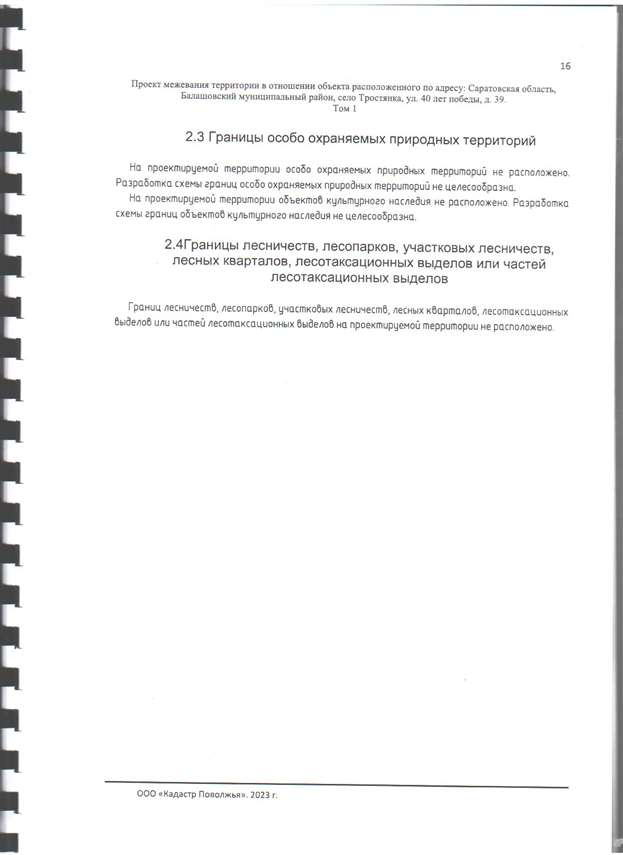 16
Проект межевания территории в отношении объекта расположенного по адресу: Саратовская область,
Балашовский муниципальный район, село Тростянка, ул. 40 лет победы, д. 39.
Том 1
2.3 Границы особо охраняемых природных территорий
На проектируемой территории особо охраняемых природных территорий не расположено.
Разработка схемы границ особо охраняемых природных территорий не целесообразна.
На проектируемой территории объектов культурного наследия не расположено. Разработка
схемы границ объектов культурного наследия не целесообразна.
2.4Границы лесничеств, лесопарков, участковых лесничеств,
лесных кварталов, лесотаксационных выделов или частей
лесотаксационных выделов
Границ лесничеств, лесопарков, участковых лесничеств, лесных кварталов, лесотаксационных
выделов или частей лесотаксационных выделов на проектируемой территории не расположено.
ООО «Кадастр Поволжья». 2023 г.